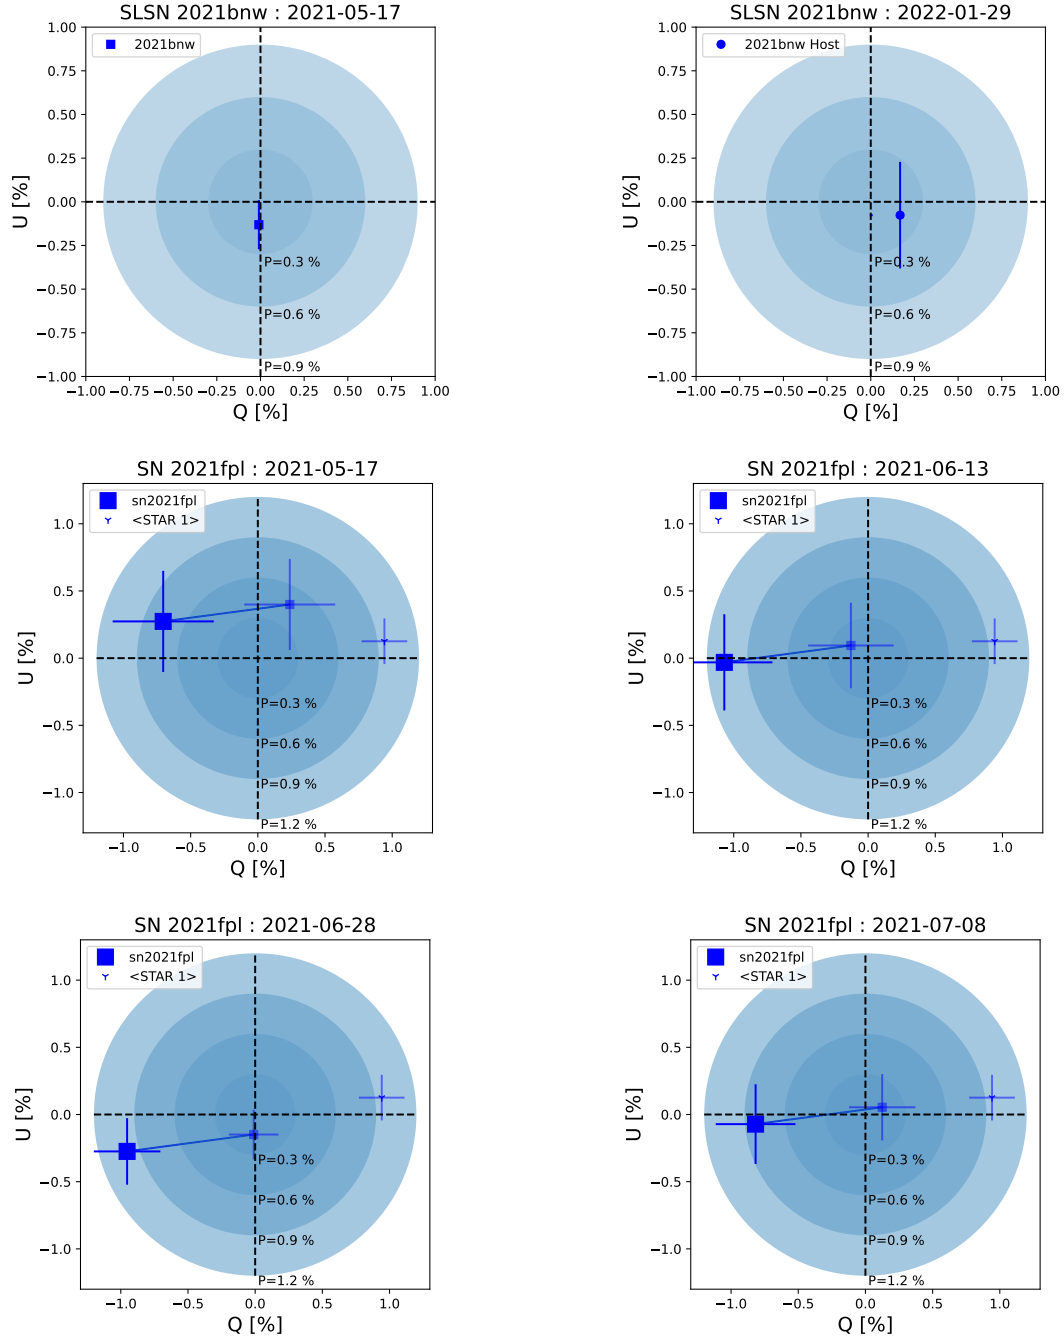 SLSN 2021bnw : 2021-05-17
2021bnw
1.00
0.75
0.50
0.25
0.00
−0.25
−0.50
−0.75
−1.00
U [%]
P=0.3 %
P=0.6 %
P=0.9 %
−1.00 −0.75 −0.50 −0.25 0.00 0.25 0.50 0.75 1.00
Q [%]
SLSN 2021bnw : 2022-01-29
2021bnw Host
1.00
0.75
0.50
0.25
0.00
−0.25
−0.50
−0.75
−1.00
U [%]
P=0.3 %
P=0.6 %
P=0.9 %
−1.00 −0.75 −0.50 −0.25 0.00 0.25 0.50 0.75 1.00
Q [%]
SN 2021fpl : 2021-05-17
sn2021fpl
<STAR 1>
1.0
0.5
0.0
−0.5
−1.0
U [%]
P=0.3 %
P=0.6 %
P=0.9 %
P=1.2 %
−1.0 −0.5 0.0 0.5 1.0
Q [%]
SN 2021fpl : 2021-06-13
sn2021fpl
<STAR 1>
1.0
0.5
0.0
−0.5
−1.0
U [%]
P=0.3 %
P=0.6 %
P=0.9 %
P=1.2 %
−1.0 −0.5 0.0 0.5 1.0
Q [%]
SN 2021fpl : 2021-06-28
sn2021fpl
<STAR 1>
1.0
0.5
0.0
−0.5
−1.0
U [%]
P=0.3 %
P=0.6 %
P=0.9 %
P=1.2 %
−1.0 −0.5 0.0 0.5 1.0
Q [%]
SN 2021fpl : 2021-07-08
sn2021fpl
<STAR 1>
1.0
0.5
0.0
−0.5
−1.0
U [%]
P=0.3 %
P=0.6 %
P=0.9 %
P=1.2 %
−1.0 −0.5 0.0 0.5 1.0
Q [%]